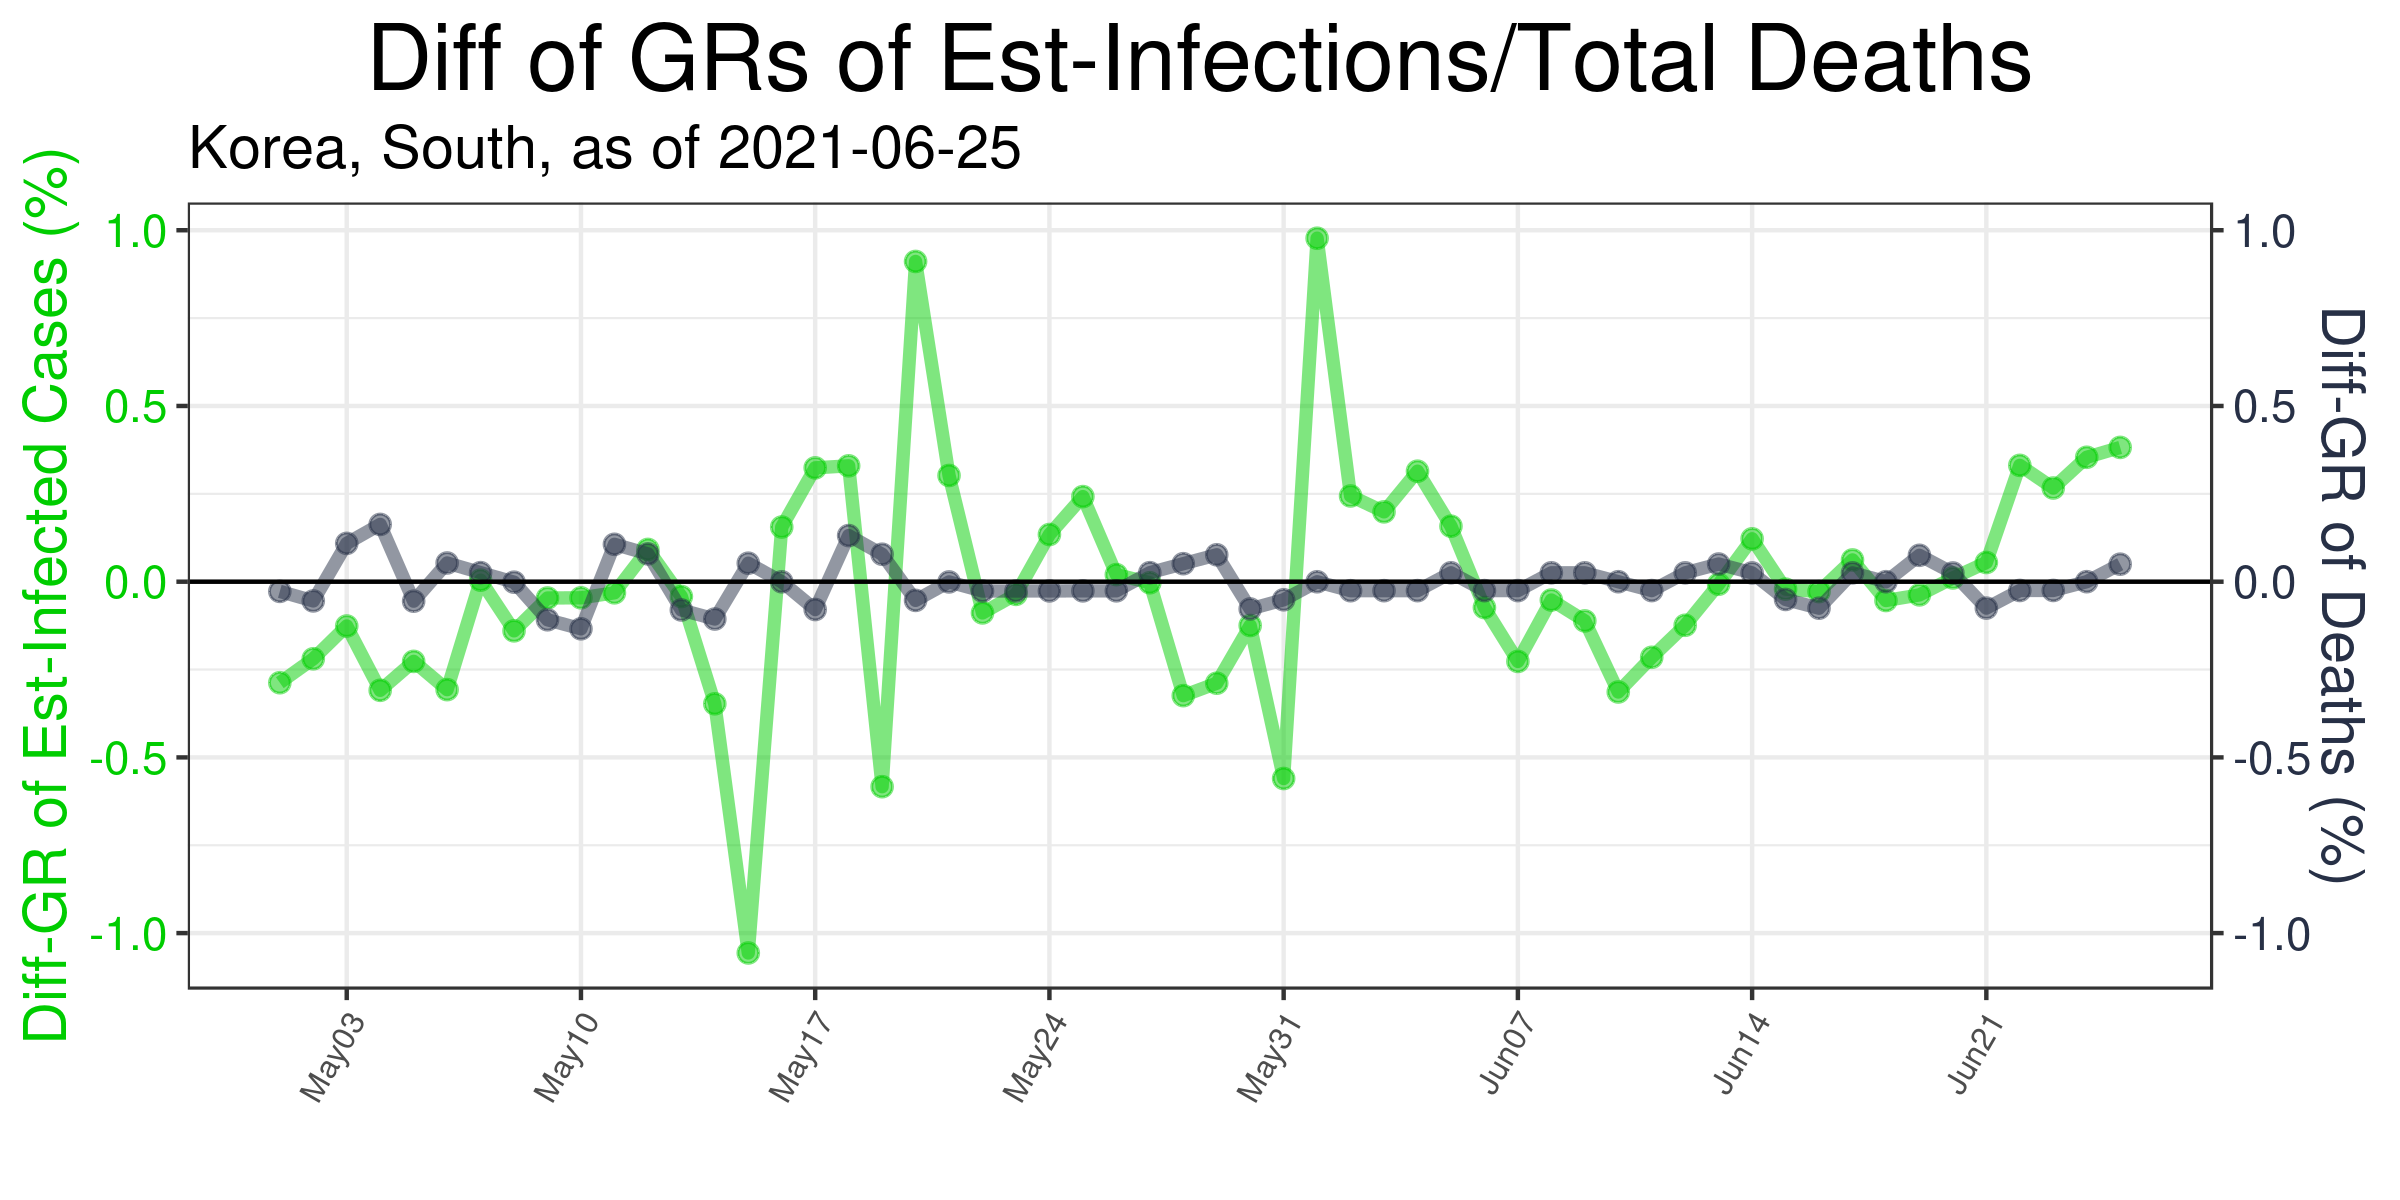 Diff of GRs of Est-Infections/Total Deaths
Korea, South, as of 2021-06-25
Diff-GR of Est-Infected Cases (%)
1.0
0.5
0.0
-0.5
-1.0
1.0
0.5
0.0
-0.5
-1.0
Diff-GR of Deaths (%)
May03
May10
May17
May24
May31
Jun07
Jun14
Jun21